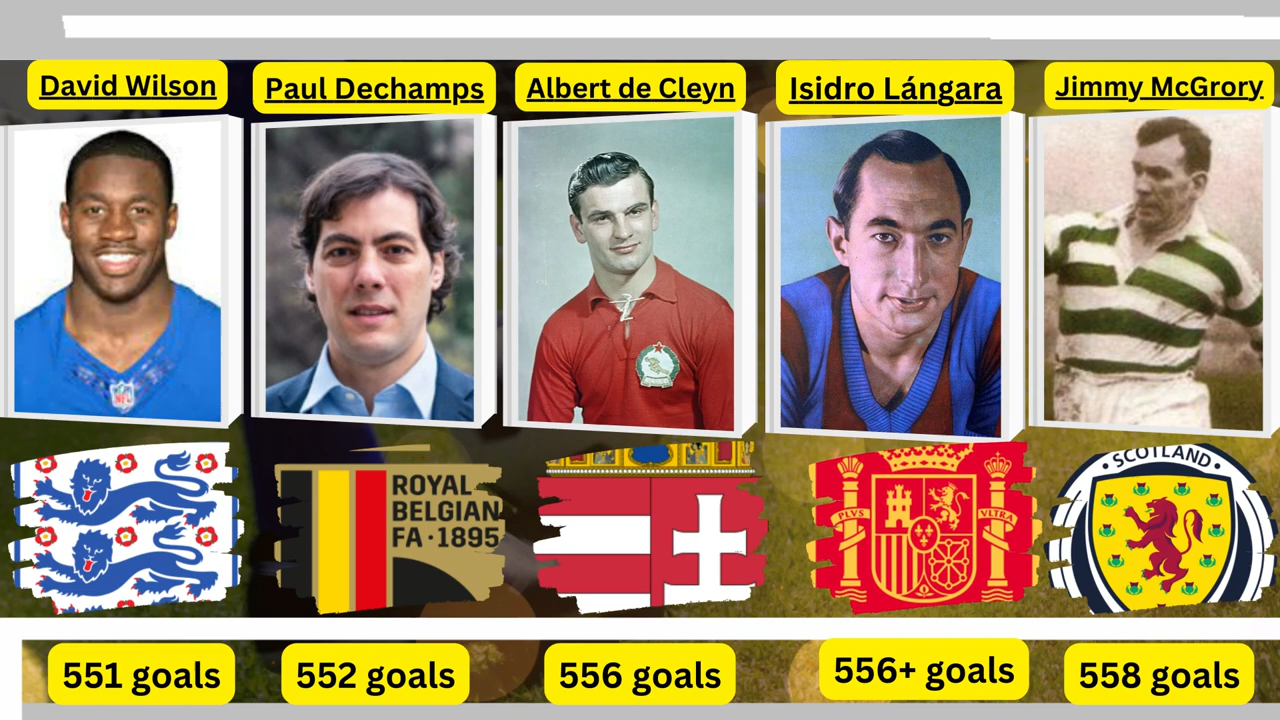 David Wilson
Paul Dechamps
Albert de Cleyn
Isidro Lángara
Jimmy McGrory
NFL
ROYAL
BELGIAN
FA·1895
PLVS VLTRA
·SCOTLAND·
551 goals
552 goals
556 goals
556+ goals
558 goals